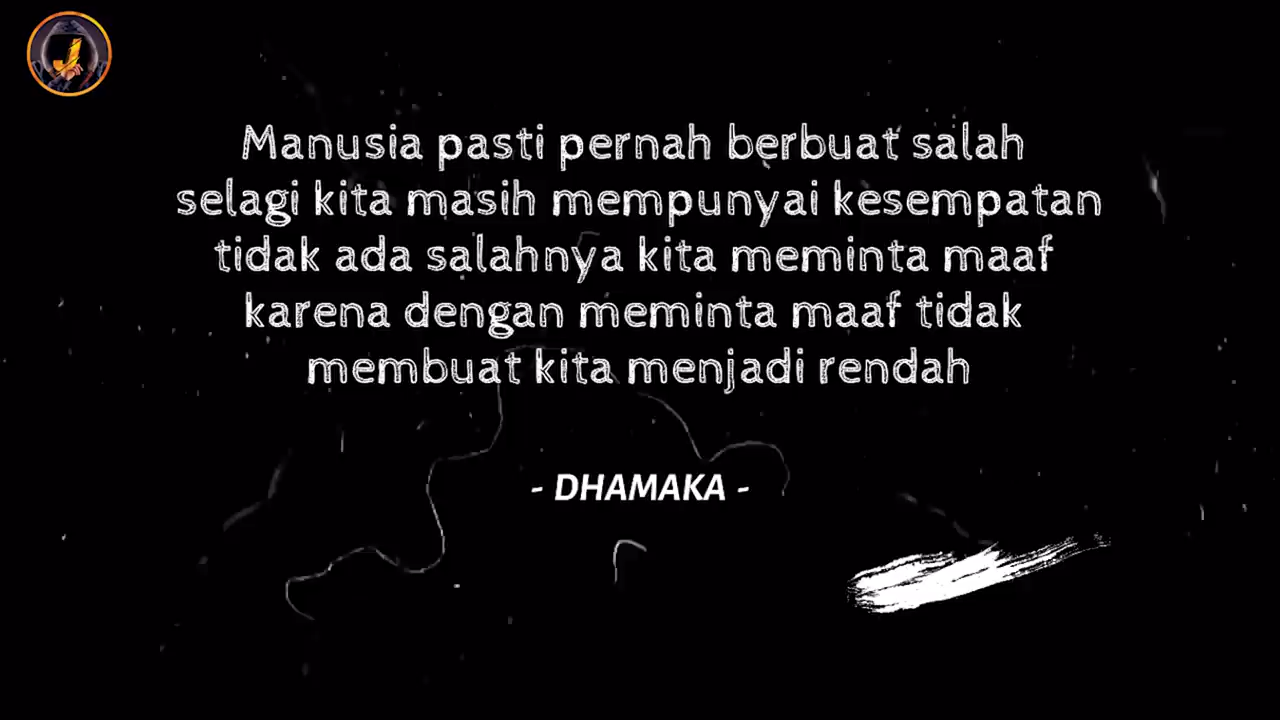 J
Manusia pasti pernah berbuat salah
selagi kita masih mempunyai kesempatan
tidak ada salahnya kita meminta maaf
karena dengan meminta maaf tidak
membuat kita menjadi rendah
- DHAMAKA -